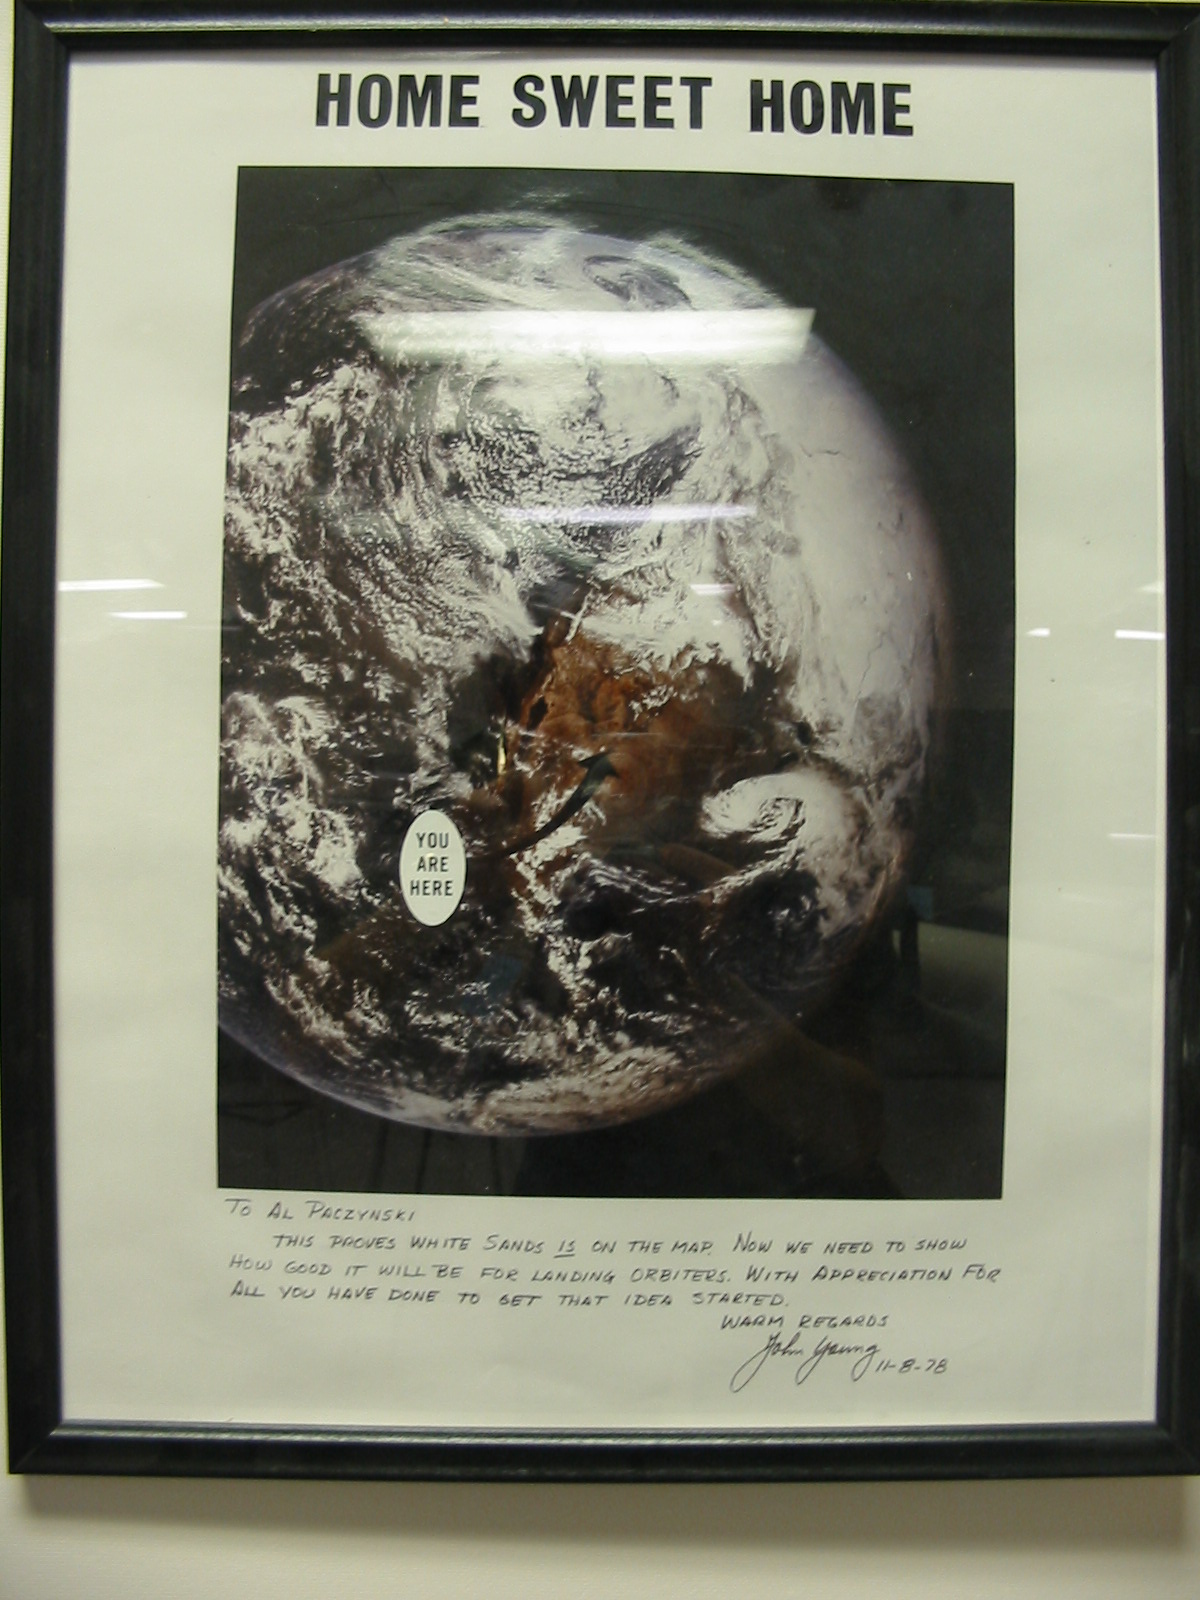 HOME SWEET HOME
YOU
ARE
HERE
TO AL PACZYNSKI
THIS PROVES WHITE SANDS IS ON THE MAP. NOW WE NEED TO SHOW
HOW GOOD IT WILL BE FOR LANDING ORBITERS. WITH APPRECIATION FOR
ALL YOU HAVE DONE TO GET THAT IDEA STARTED.
WARM REGARDS
John Young 11-8-78